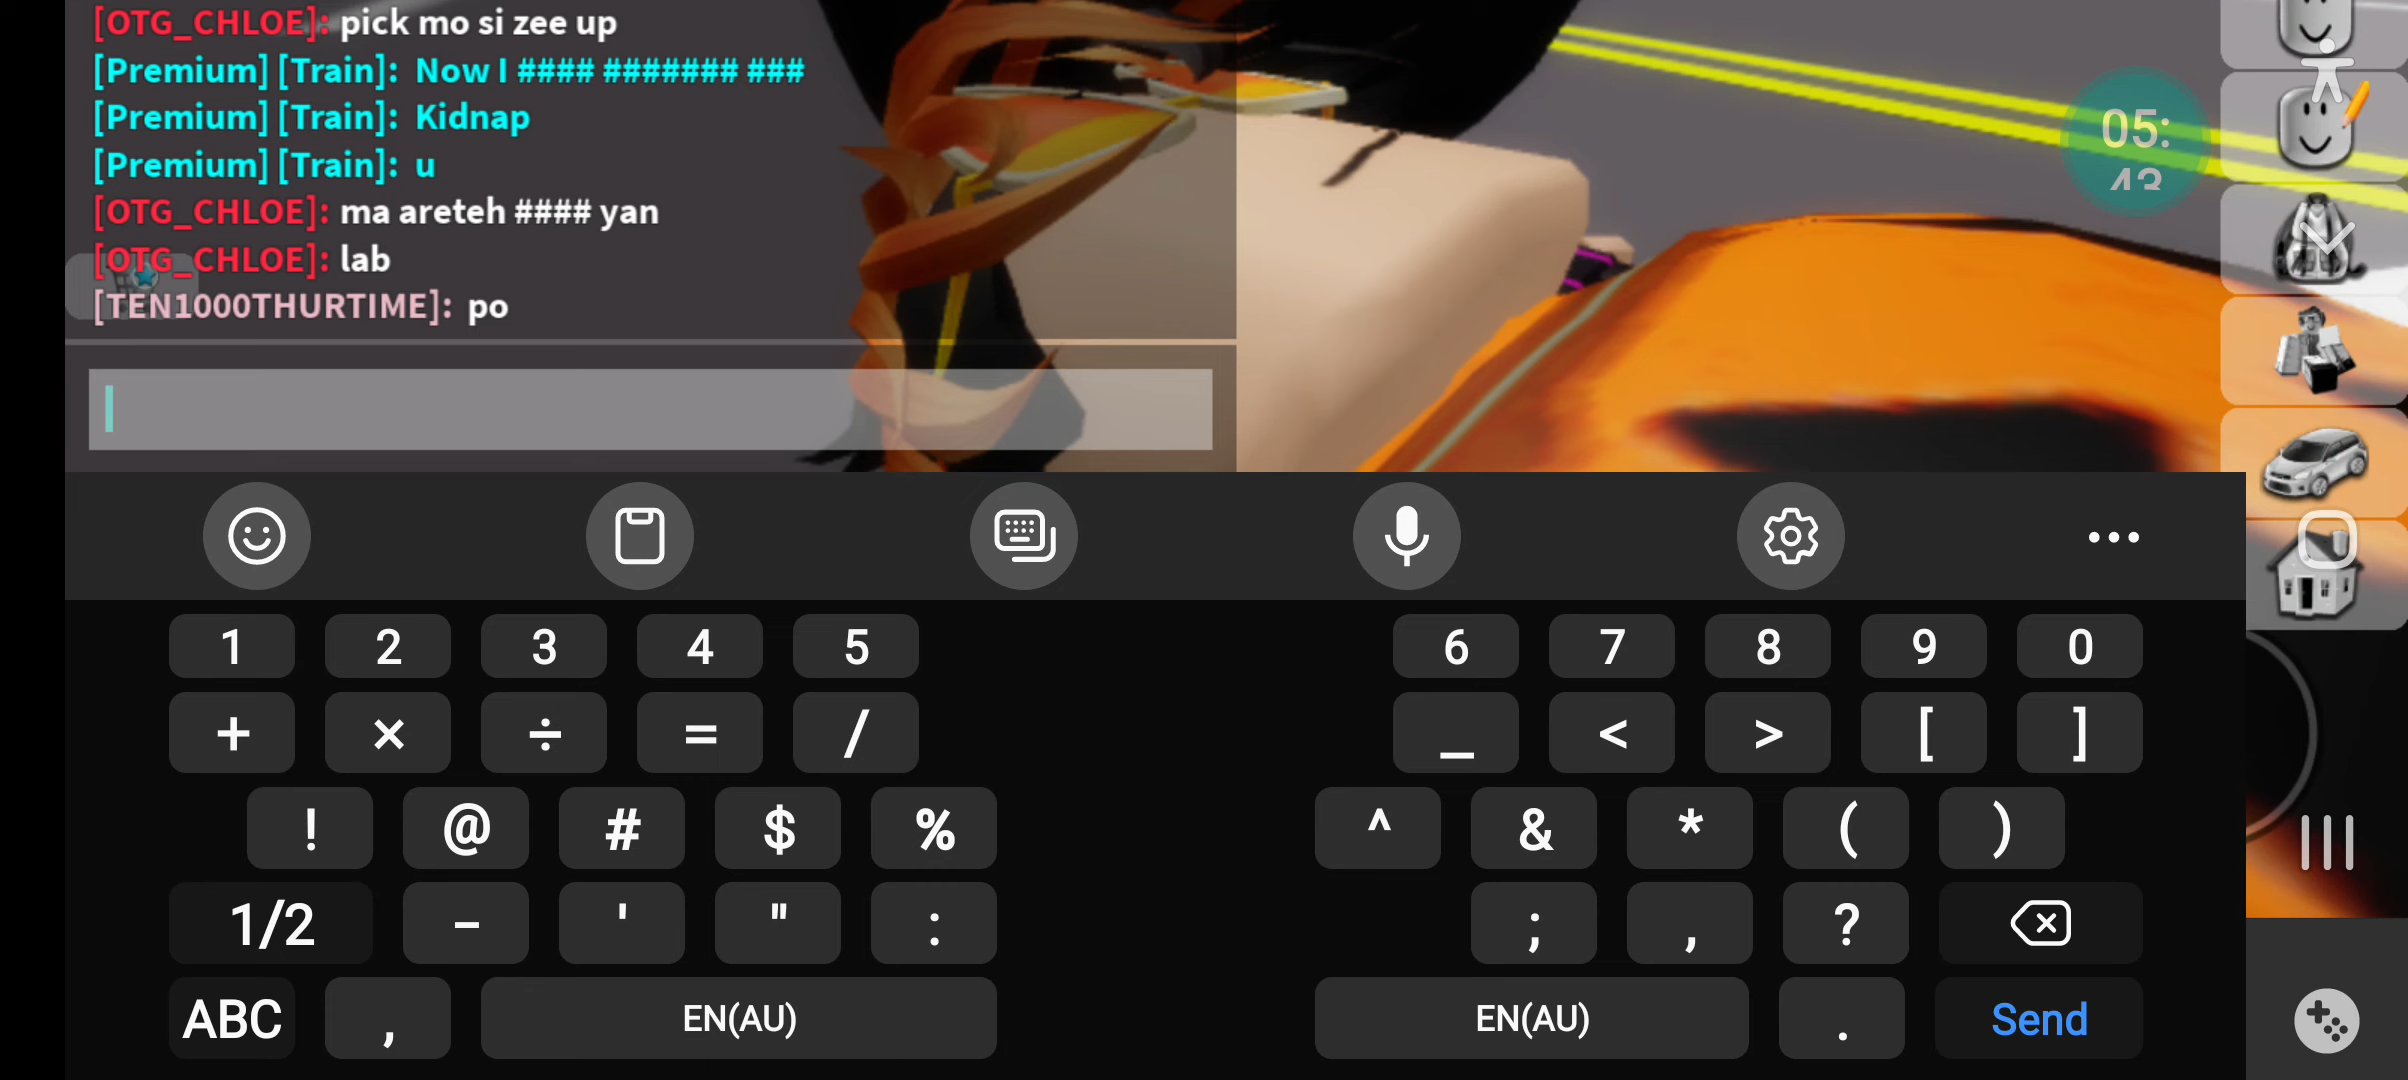 [OTG_CHLOE]: pick mo si zee up
[Premium] [Train]: Now I #### ####### ###
[Premium] [Train]: Kidnap
[Premium] [Train]: u
[OTG_CHLOE]: ma areteh #### yan
[OTG_CHLOE]: lab
[TEN1000THURTIME]: po
05:
43
1 2 3 4 5 6 7 8 9 0
+ × ÷ = / _ < > [ ]
! @ # $ % ^ & * ( )
1/2 - ' " : ; , ?
ABC , EN(AU) EN(AU) . Send